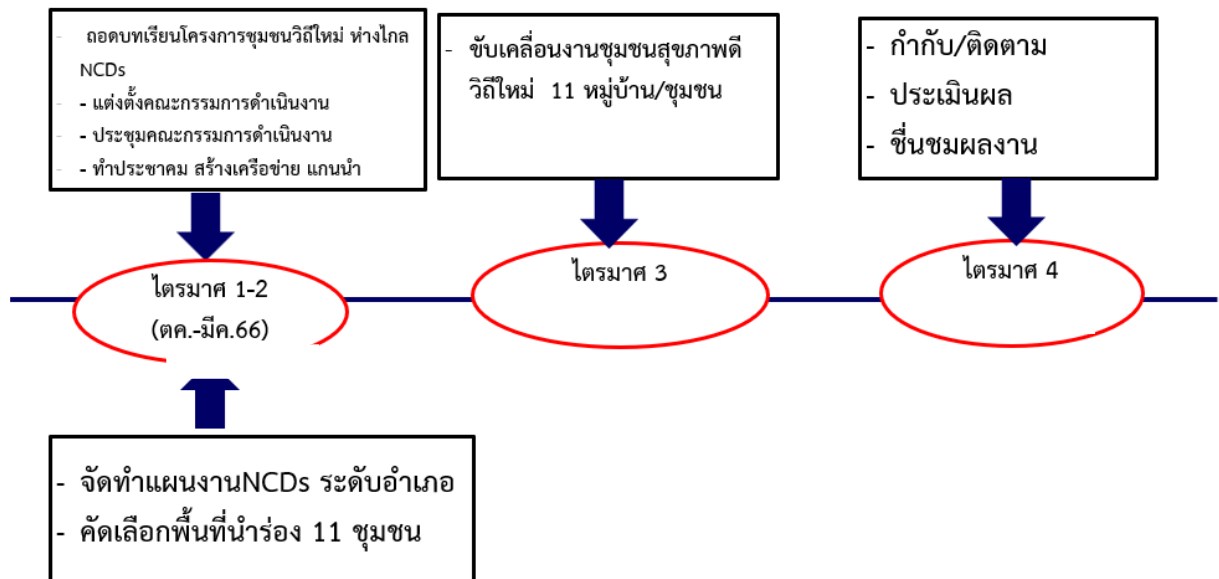 - ถอดบทเรียนโครงการชุมชนวิถีใหม่ ห่างไกล
NCDs
- - แต่งตั้งคณะกรรมการดำเนินงาน
- - ประชุมคณะกรรมการดำเนินงาน
- - ทำประชาคม สร้างเครือข่าย แกนนำ
- ขับเคลื่อนงานชุมชนสุขภาพดี
วิถีใหม่ 11 หมู่บ้าน/ชุมชน
- กำกับ/ติดตาม
- ประเมินผล
- ชื่นชมผลงาน
ไตรมาศ 1-2
(ตค.-มีค.66)
ไตรมาศ 3
ไตรมาศ 4
- จัดทำแผนงานNCDs ระดับอำเภอ
- คัดเลือกพื้นที่นำร่อง 11 ชุมชน